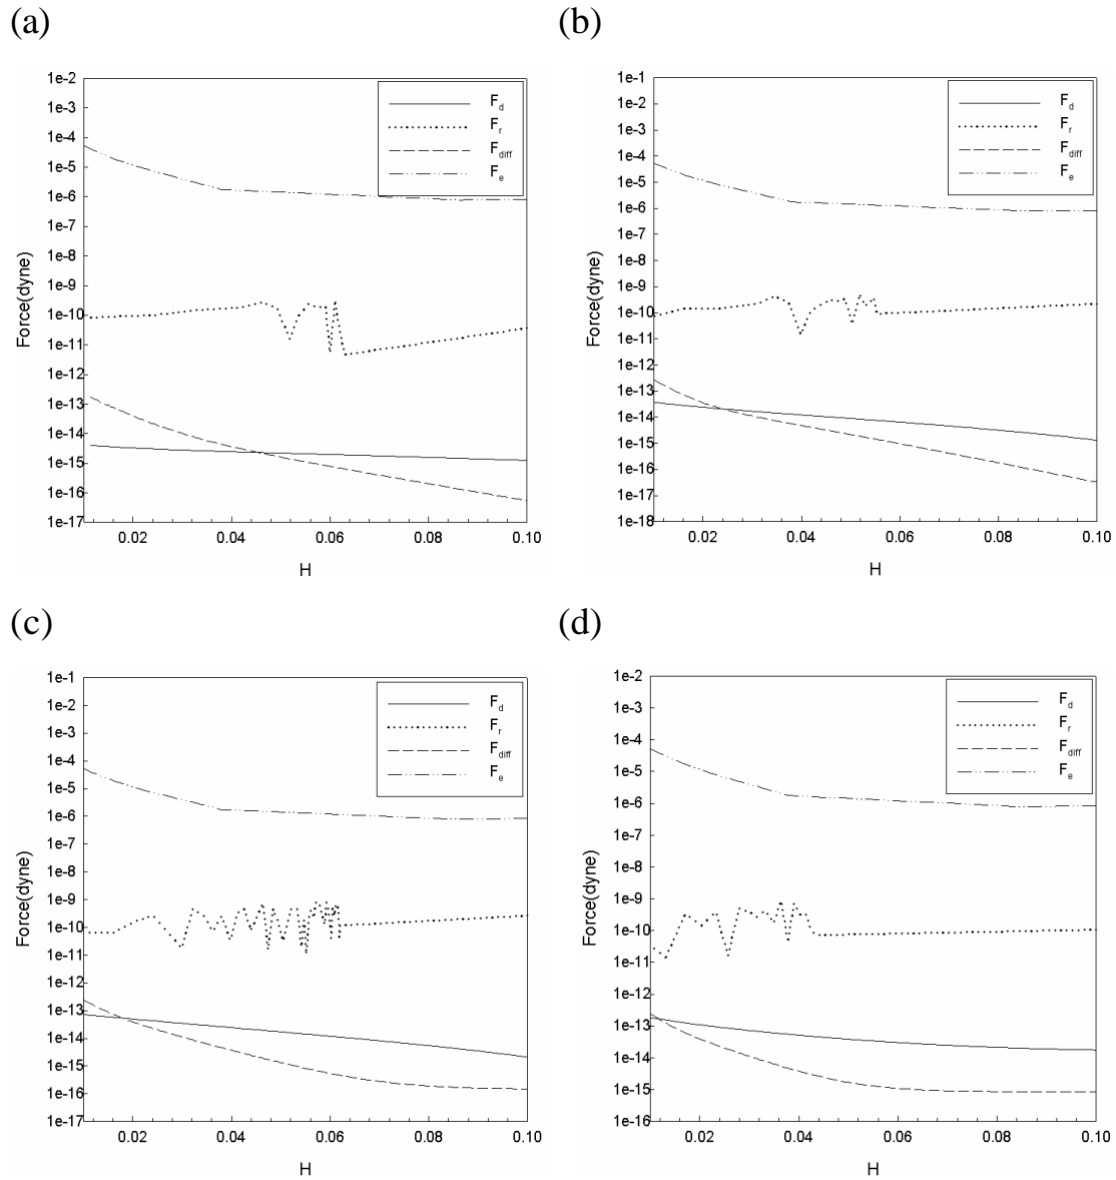 (a)
1e-2
1e-3
1e-4
1e-5
1e-6
1e-7
1e-8
1e-9
1e-10
1e-11
1e-12
1e-13
1e-14
1e-15
1e-16
1e-17
Force(dyne)
0.02 0.04 0.06 0.08 0.10
H
F_d
F_r
F_diff
F_e
(b)
1e-1
1e-2
1e-3
1e-4
1e-5
1e-6
1e-7
1e-8
1e-9
1e-10
1e-11
1e-12
1e-13
1e-14
1e-15
1e-16
1e-17
1e-18
Force(dyne)
0.02 0.04 0.06 0.08 0.10
H
F_d
F_r
F_diff
F_e
(c)
1e-1
1e-2
1e-3
1e-4
1e-5
1e-6
1e-7
1e-8
1e-9
1e-10
1e-11
1e-12
1e-13
1e-14
1e-15
1e-16
1e-17
Force(dyne)
0.02 0.04 0.06 0.08 0.10
H
F_d
F_r
F_diff
F_e
(d)
1e-2
1e-3
1e-4
1e-5
1e-6
1e-7
1e-8
1e-9
1e-10
1e-11
1e-12
1e-13
1e-14
1e-15
1e-16
Force(dyne)
0.02 0.04 0.06 0.08 0.10
H
F_d
F_r
F_diff
F_e